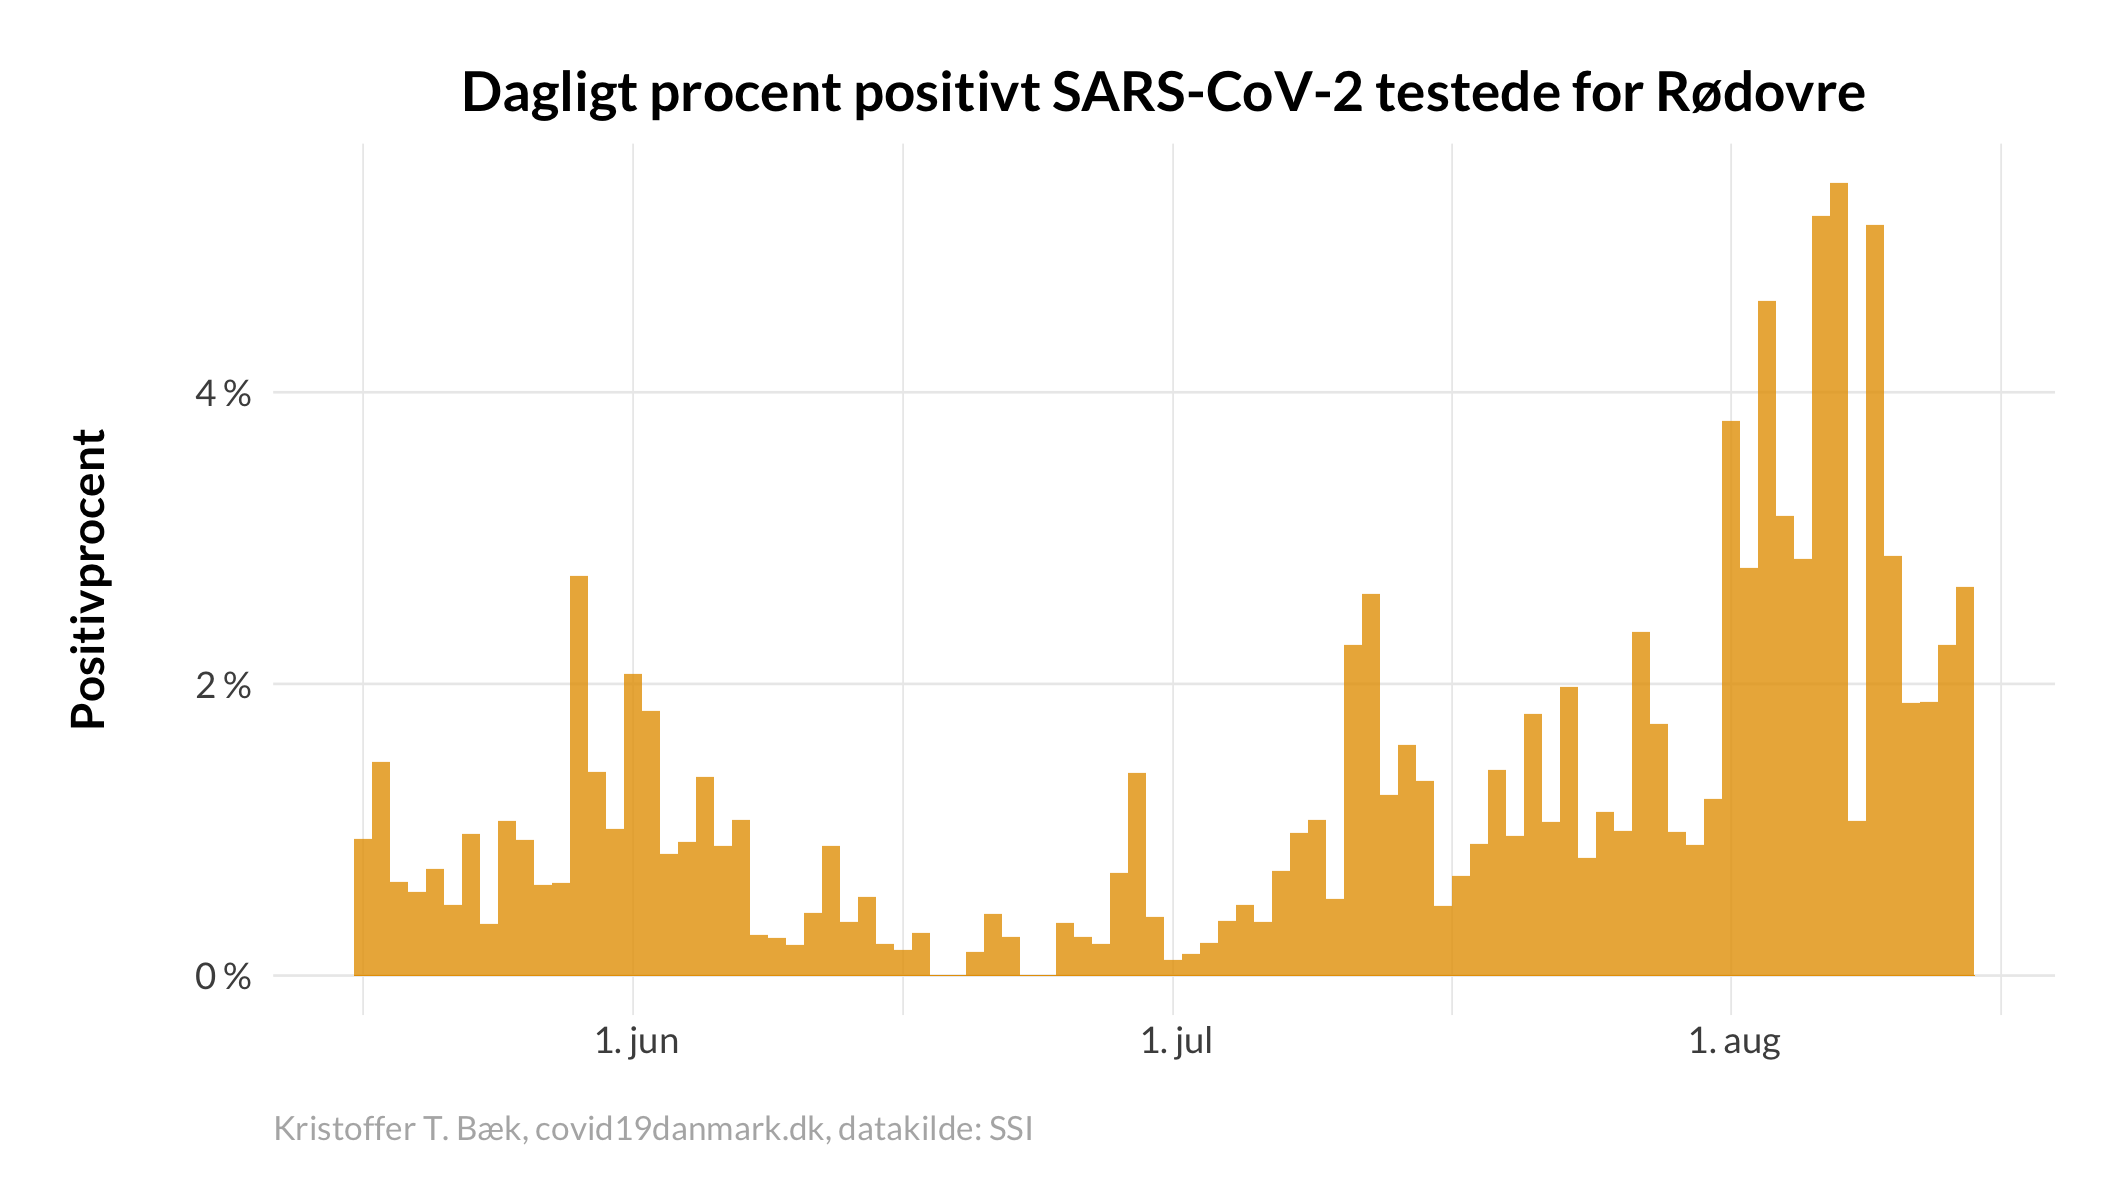 Dagligt procent positivt SARS-CoV-2 testede for Rødovre
Positivprocent
4 %
2 %
0 %
1. jun
1. jul
1. aug
Kristoffer T. Bæk, covid19danmark.dk, datakilde: SSI